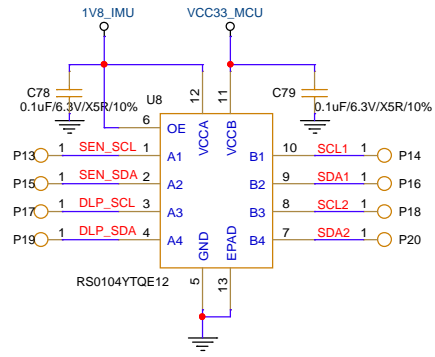 1V8_IMU VCC33_MCU
C78 U8 12 11 C79
0.1uF/6.3V/X5R/10% 0.1uF/6.3V/X5R/10%
6 OE VCCA VCCB
P13 1 SEN_SCL 1 A1 B1 10 SCL1 1 P14
P15 1 SEN_SDA 2 A2 B2 9 SDA1 1 P16
P17 1 DLP_SCL 3 A3 B3 8 SCL2 1 P18
P19 1 DLP_SDA 4 A4 B4 7 SDA2 1 P20
GND EPAD
RS0104YTQE12 5 13